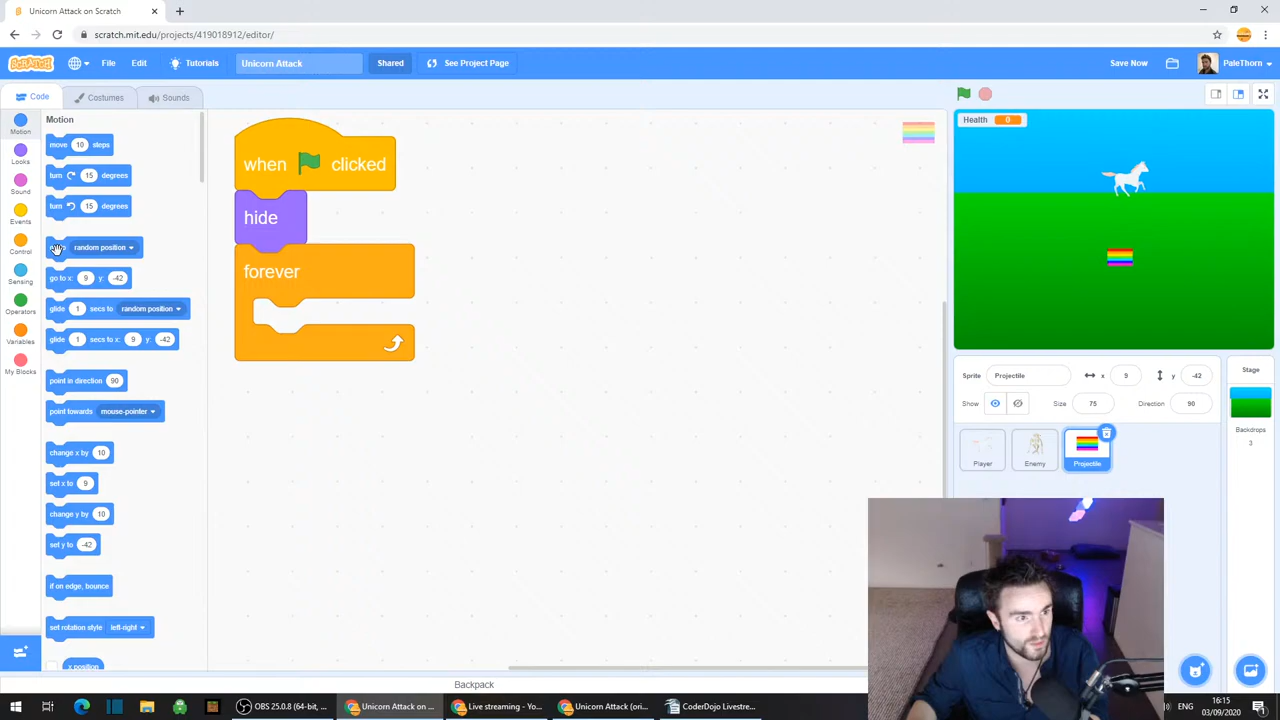 Unicorn Attack on Scratch
scratch.mit.edu/projects/419018912/editor/
SCRATCH File Edit Tutorials Unicorn Attack Shared See Project Page Save Now PaleThorn
Code Costumes Sounds
Motion
Looks
Sound
Events
Control
Sensing
Operators
Variables
My Blocks
Motion
move 10 steps
turn 15 degrees
turn 15 degrees
random position
go to x: 9 y: -42
glide 1 secs to random position
glide 1 secs to x: 9 y: -42
point in direction 90
point towards mouse-pointer
change x by 10
set x to 9
change y by 10
set y to -42
if on edge, bounce
set rotation style left-right
x position
when clicked
hide
forever
Health 0
Sprite Projectile x 9 y -42
Show Size 75 Direction 90
Player Enemy Projectile
Stage
Backdrops
3
Backpack
OBS 25.0.8 (64-bit, ... Unicorn Attack on ... Live streaming - Yo... Unicorn Attack (ori... CoderDojo Livestre...
16:15
03/09/2020